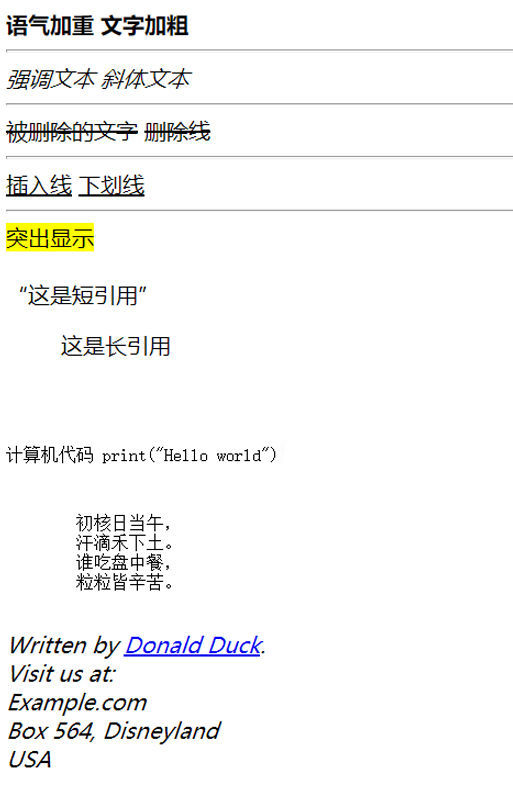 语气加重 文字加粗
强调文本 斜体文本
被删除的文字 删除线
插入线 下划线
突出显示
“这是短引用”
这是长引用
计算机代码 print("Hello world")
初核日当午，
汗滴禾下土。
谁吃盘中餐，
粒粒皆辛苦。
Written by Donald Duck.
Visit us at:
Example.com
Box 564, Disneyland
USA